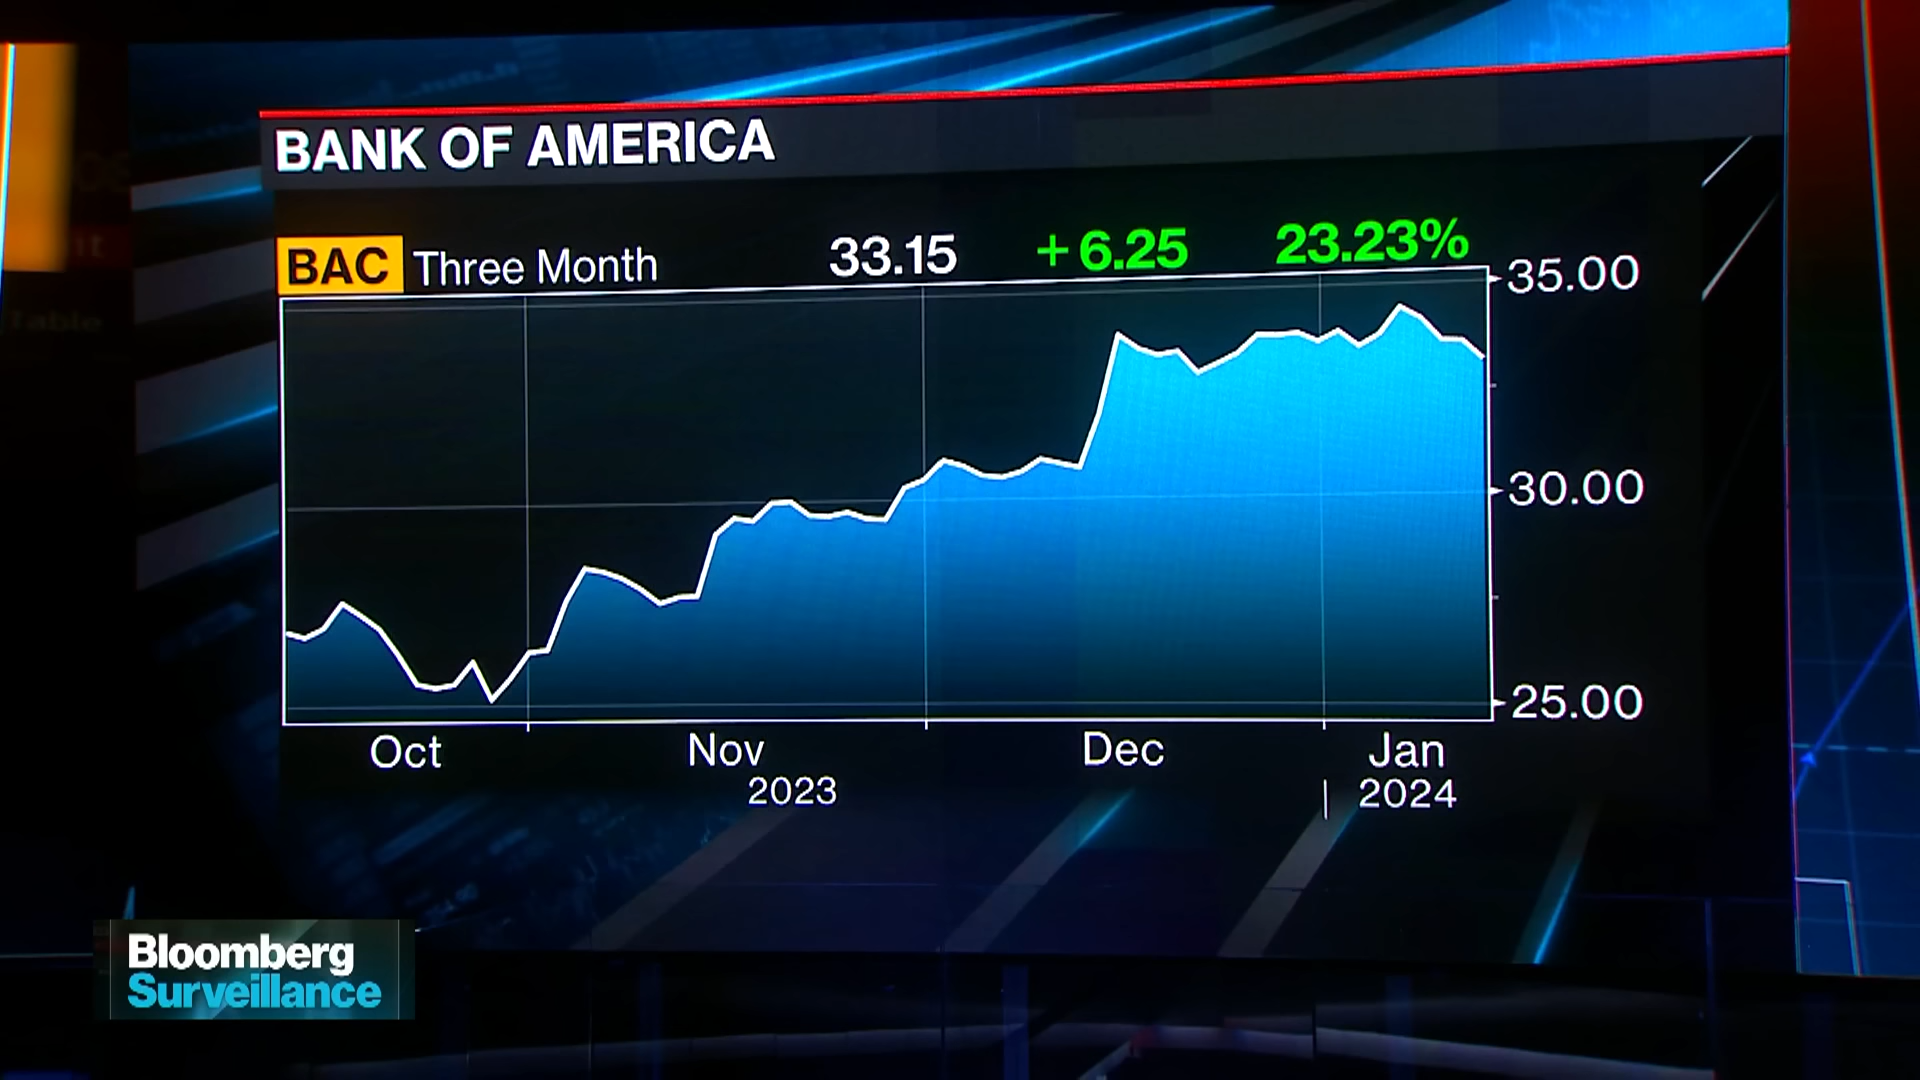 BANK OF AMERICA
BAC Three Month 33.15 +6.25 23.23%
35.00
30.00
25.00
Oct Nov Dec Jan
2023 2024
Table
Bloomberg
Surveillance